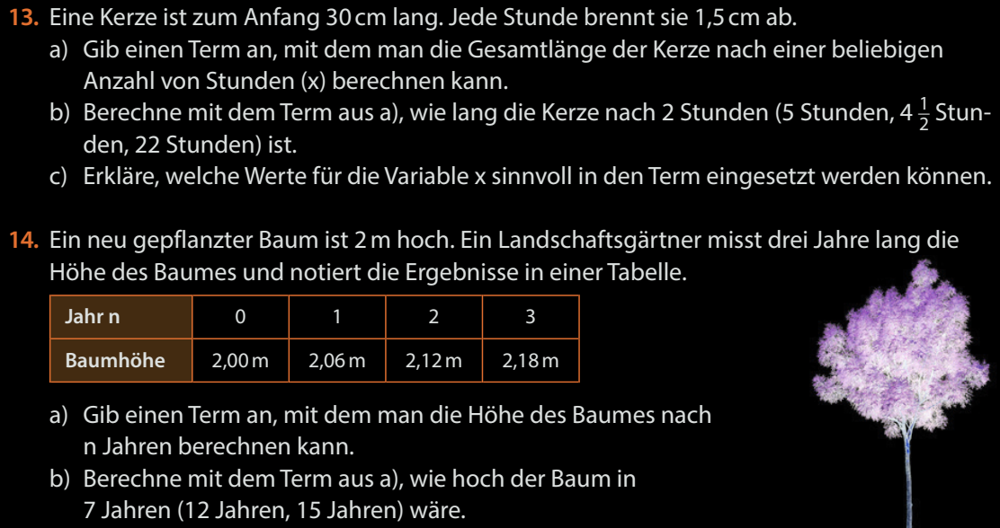 13. Eine Kerze ist zum Anfang 30 cm lang. Jede Stunde brennt sie 1,5 cm ab.
a) Gib einen Term an, mit dem man die Gesamtlänge der Kerze nach einer beliebigen
Anzahl von Stunden (x) berechnen kann.
b) Berechne mit dem Term aus a), wie lang die Kerze nach 2 Stunden (5 Stunden, 4 1/2 Stun-
den, 22 Stunden) ist.
c) Erkläre, welche Werte für die Variable x sinnvoll in den Term eingesetzt werden können.
14. Ein neu gepflanzter Baum ist 2 m hoch. Ein Landschaftsgärtner misst drei Jahre lang die
Höhe des Baumes und notiert die Ergebnisse in einer Tabelle.
Jahr n 0 1 2 3
Baumhöhe 2,00 m 2,06 m 2,12 m 2,18 m
a) Gib einen Term an, mit dem man die Höhe des Baumes nach
n Jahren berechnen kann.
b) Berechne mit dem Term aus a), wie hoch der Baum in
7 Jahren (12 Jahren, 15 Jahren) wäre.